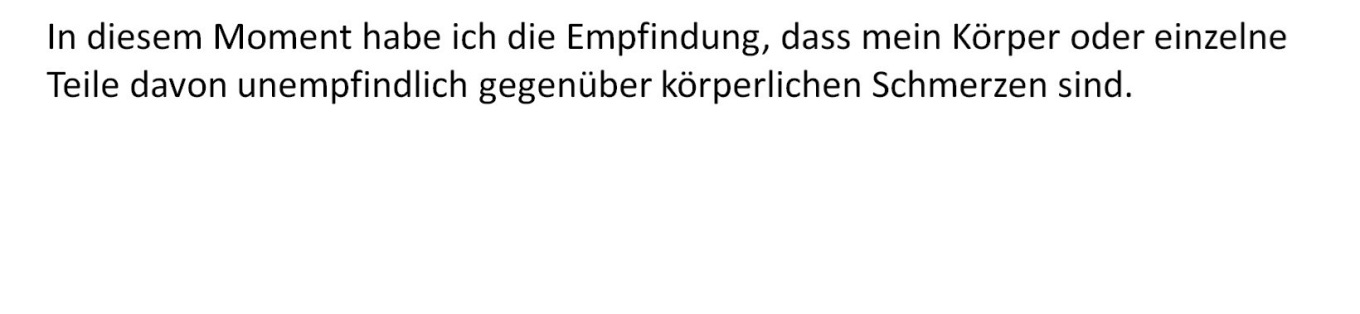 In diesem Moment habe ich die Empfindung, dass mein Körper oder einzelne
Teile davon unempfindlich gegenüber körperlichen Schmerzen sind.